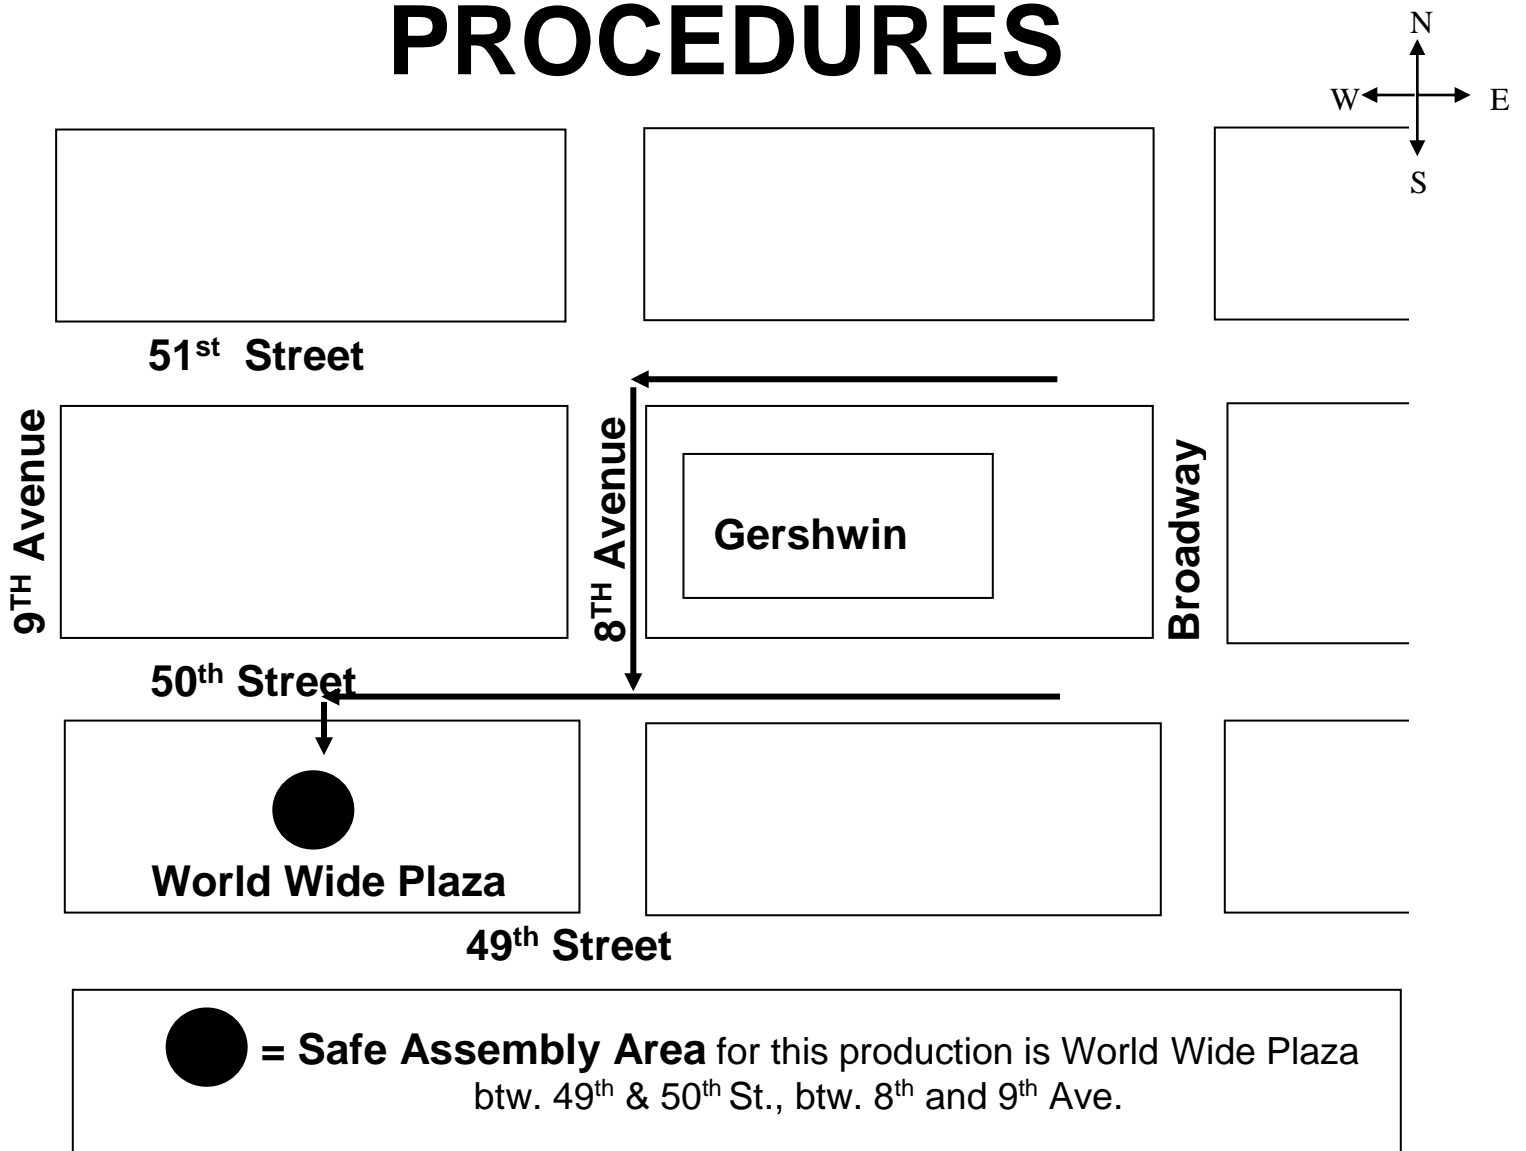 PROCEDURES
N
W E
S
51st Street
9TH Avenue
8TH Avenue
Gershwin
Broadway
50th Street
World Wide Plaza
49th Street
= Safe Assembly Area for this production is World Wide Plaza
btw. 49th & 50th St., btw. 8th and 9th Ave.